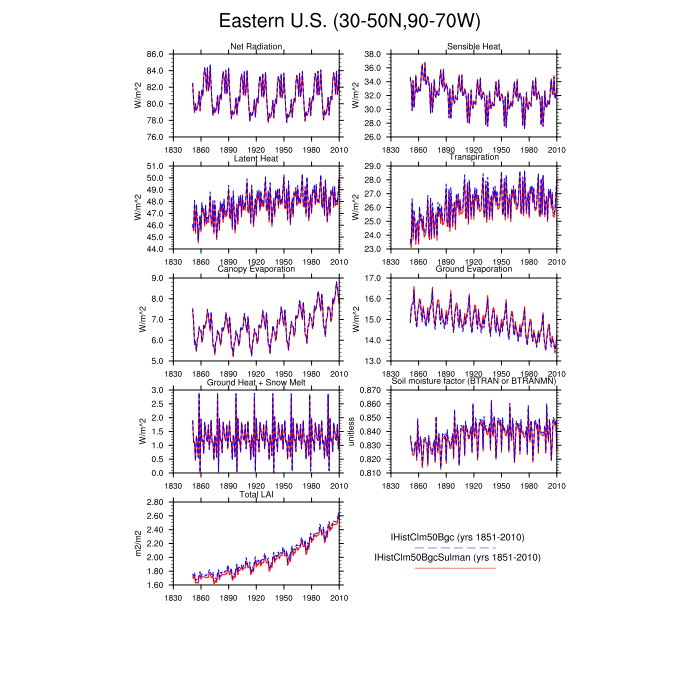 Eastern U.S. (30-50N,90-70W)
Net Radiation
Sensible Heat
86.0
84.0
82.0
80.0
78.0
76.0
W/m^2
1830 1860 1890 1920 1950 1980 2010
38.0
36.0
34.0
32.0
30.0
28.0
26.0
W/m^2
1830 1860 1890 1920 1950 1980 2010
Latent Heat
Transpiration
51.0
50.0
49.0
48.0
47.0
46.0
45.0
44.0
W/m^2
1830 1860 1890 1920 1950 1980 2010
29.0
28.0
27.0
26.0
25.0
24.0
23.0
W/m^2
1830 1860 1890 1920 1950 1980 2010
Canopy Evaporation
Ground Evaporation
9.0
8.0
7.0
6.0
5.0
W/m^2
1830 1860 1890 1920 1950 1980 2010
17.0
16.0
15.0
14.0
13.0
W/m^2
1830 1860 1890 1920 1950 1980 2010
Ground Heat + Snow Melt
Soil moisture factor (BTRAN or BTRANMN)
3.0
2.5
2.0
1.5
1.0
0.5
0.0
W/m^2
1830 1860 1890 1920 1950 1980 2010
0.870
0.860
0.850
0.840
0.830
0.820
0.810
unitless
1830 1860 1890 1920 1950 1980 2010
Total LAI
2.80
2.60
2.40
2.20
2.00
1.80
1.60
m2/m2
1830 1860 1890 1920 1950 1980 2010
IHistClm50Bgc (yrs 1851-2010)
IHistClm50BgcSulman (yrs 1851-2010)